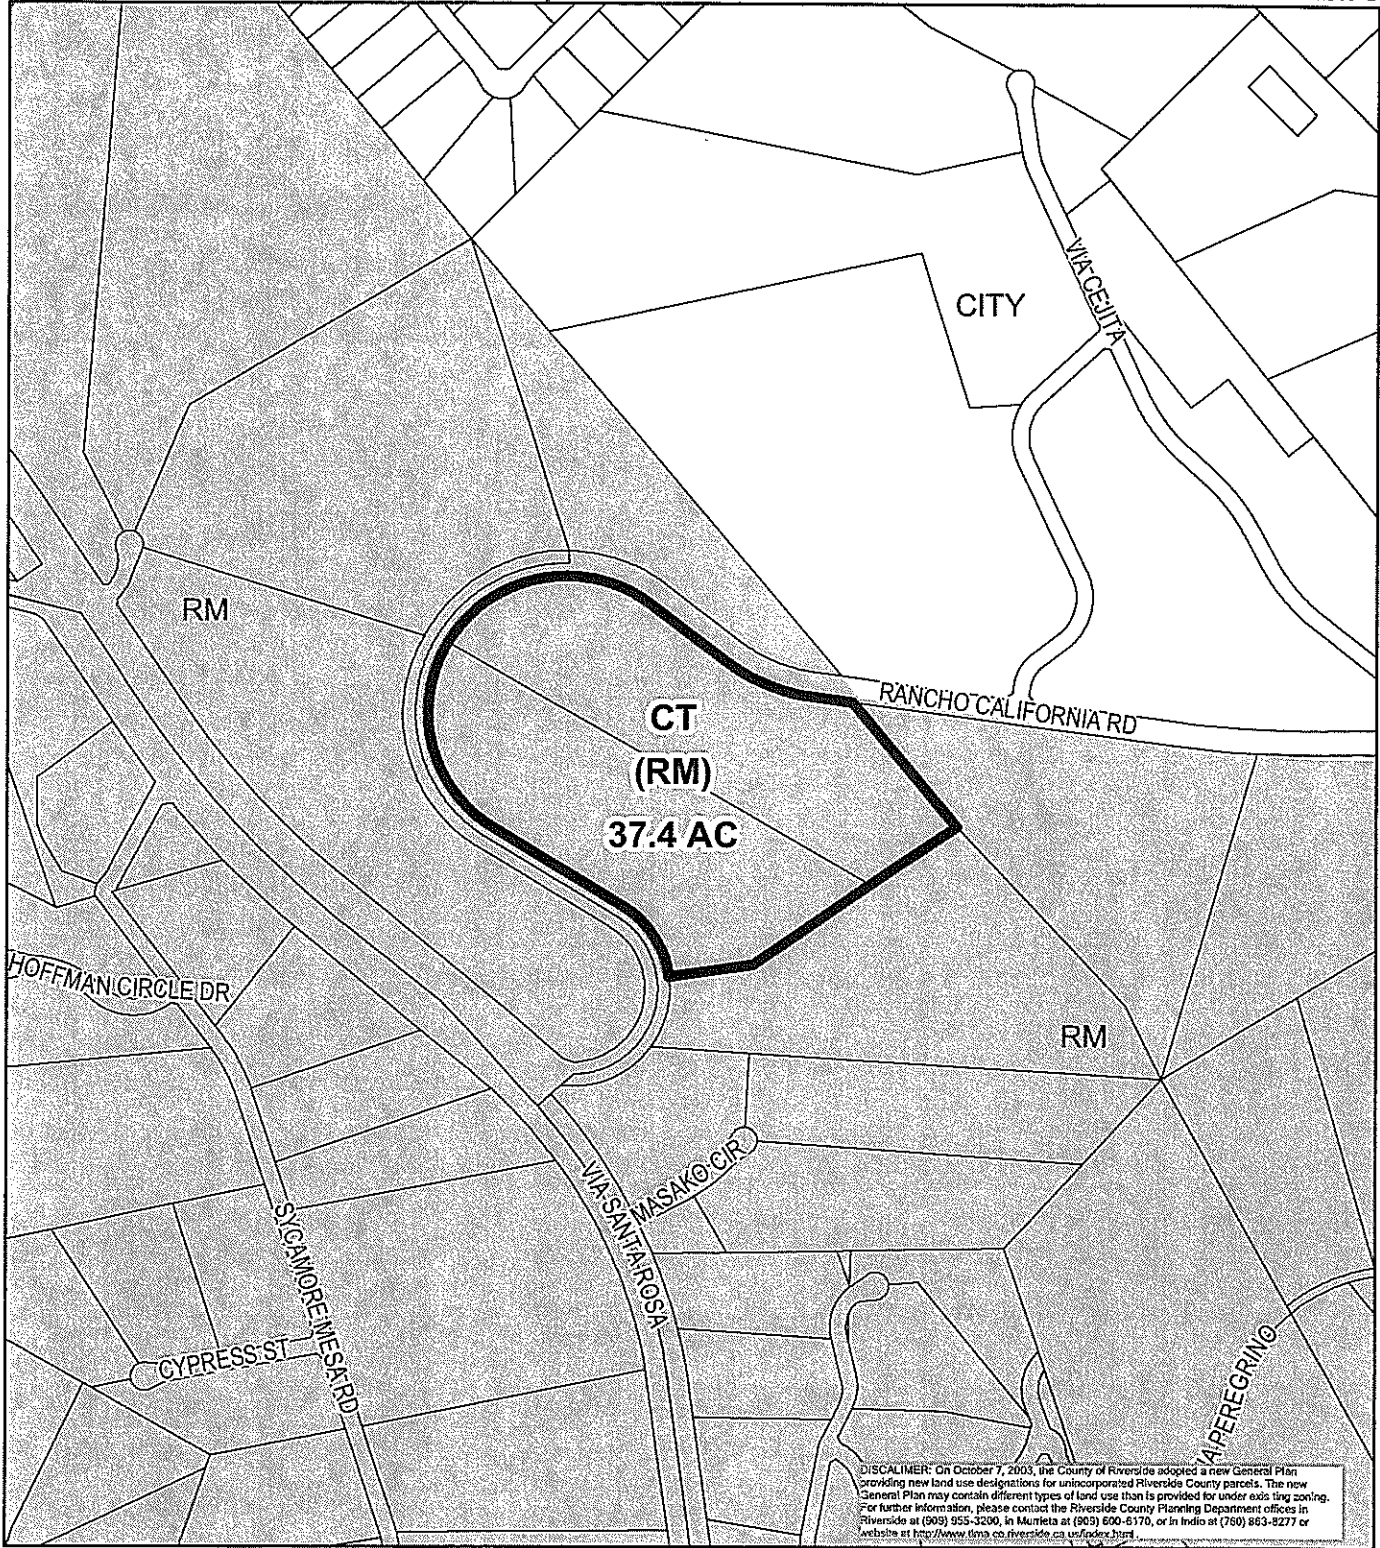 CITY
VIA CEJITA
RM
CT
(RM)
37.4 AC
RANCHO CALIFORNIA RD
HOFFMAN CIRCLE DR
RM
MASAKO CIR
VIA SANTA ROSA
SYCAMORE MESA RD
CYPRESS ST
DISCALIMER: On October 7, 2003, the County of Riverside adopted a new General Plan
providing new land use designations for unincorporated Riverside County parcels. The new
General Plan may contain different types of land use than is provided for under existing zoning.
For further information, please contact the Riverside County Planning Department offices in
Riverside at (909) 955-3200, in Murrieta at (909) 600-6170, or in Indio at (760) 863-8277 or
website at http://www.tlma.co.riverside.ca.us/index.html.